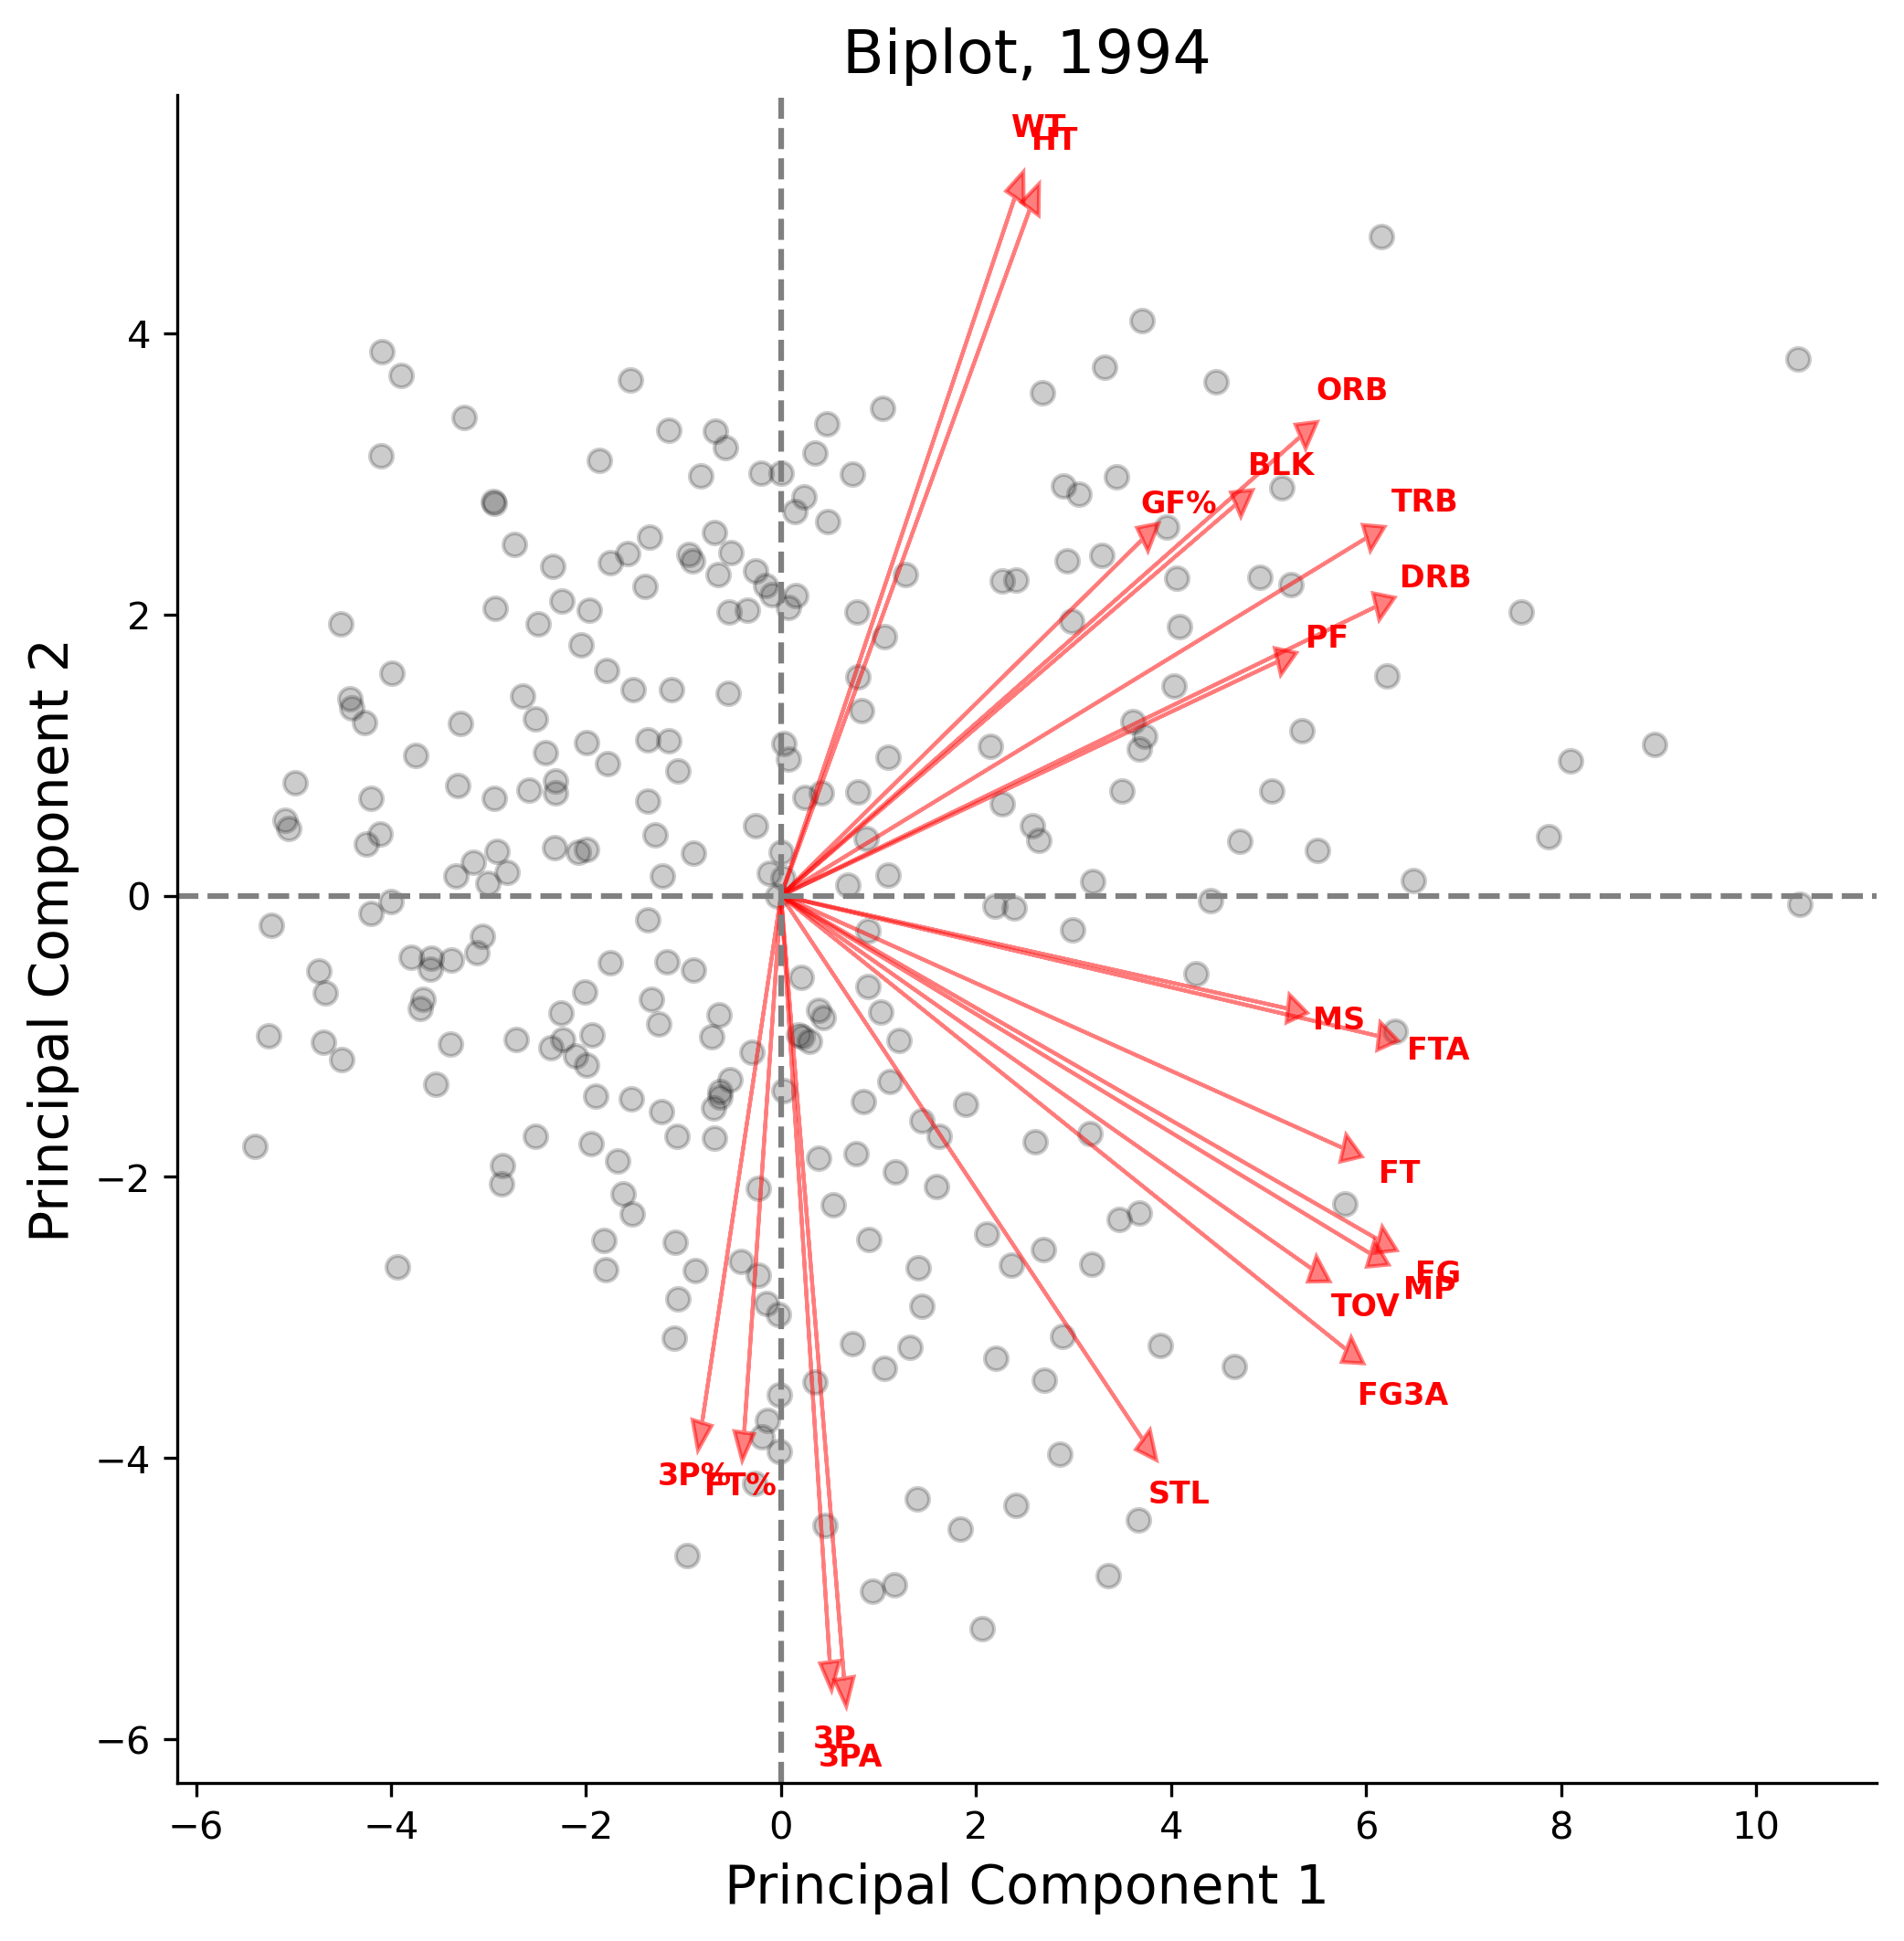 Biplot, 1994
WT
HT
ORB
BLK
GF%
TRB
DRB
PF
MS
FTA
FT
FG
MP
TOV
FG3A
STL
3P%
FT%
3P
3PA
4
2
0
−2
−4
−6
−6
−4
−2
0
2
4
6
8
10
Principal Component 1
Principal Component 2